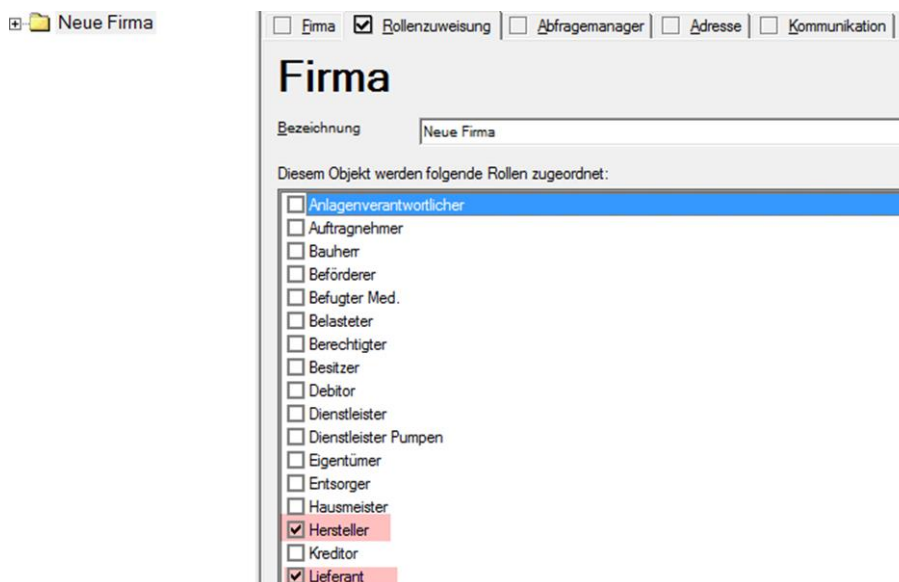 Neue Firma
Firma Rollenzuweisung Abfragemanager Adresse Kommunikation
Firma
Bezeichnung Neue Firma
Diesem Objekt werden folgende Rollen zugeordnet:
Anlagenverantwortlicher
Auftragnehmer
Bauherr
Beförderer
Befugter Med.
Belasteter
Berechtigter
Besitzer
Debitor
Dienstleister
Dienstleister Pumpen
Eigentümer
Entsorger
Hausmeister
Hersteller
Kreditor
Lieferant